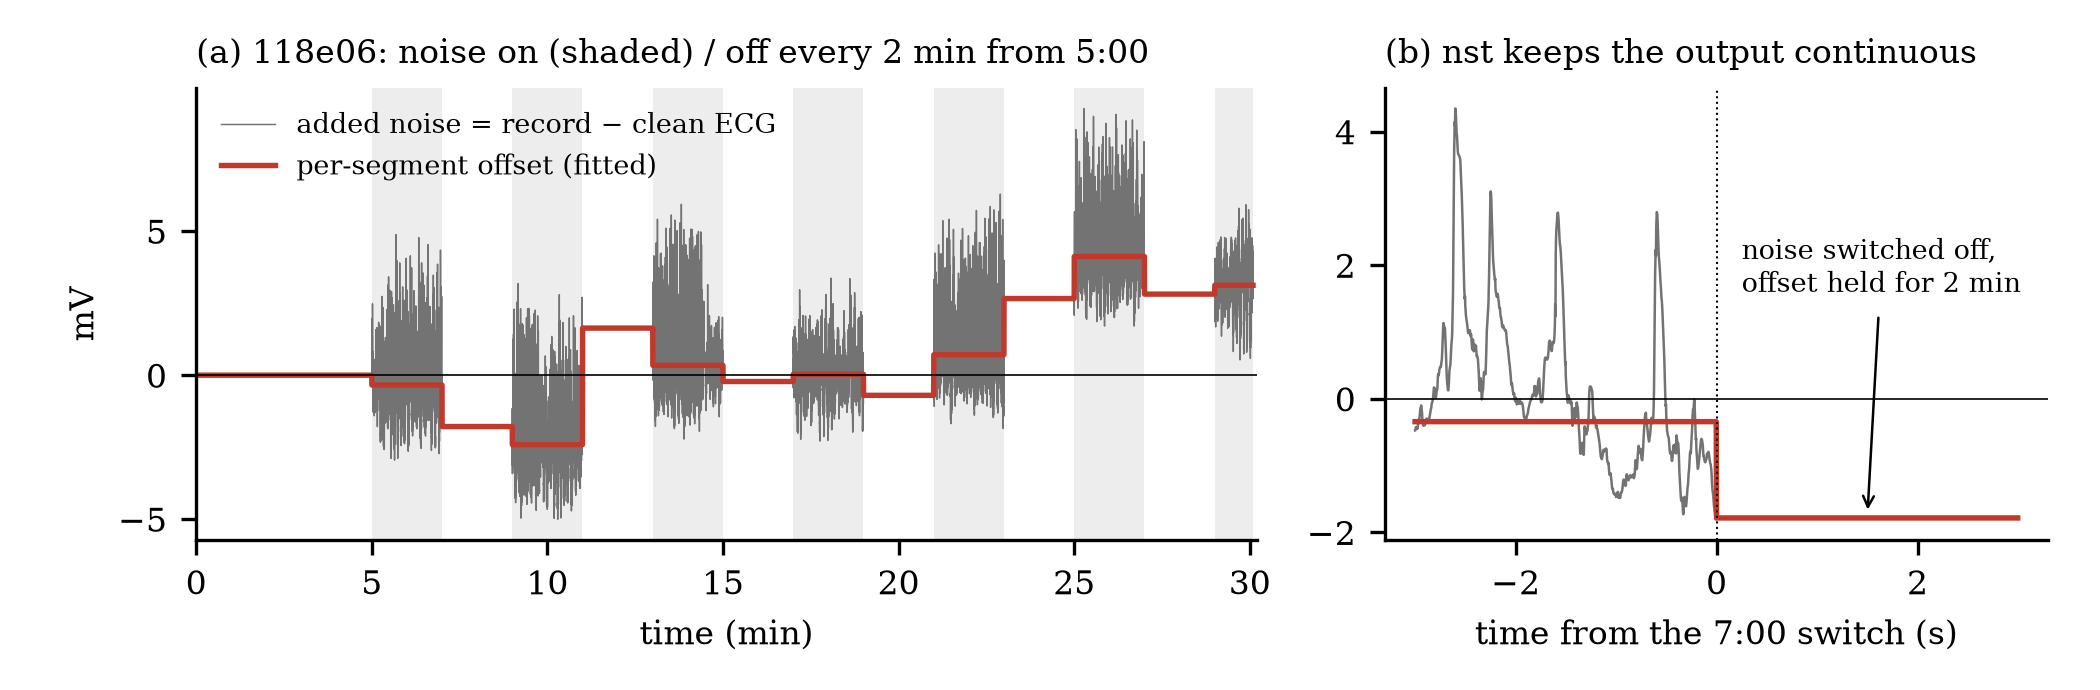 (a) 118e06: noise on (shaded) / off every 2 min from 5:00
added noise = record − clean ECG
per-segment offset (fitted)
mV
5
0
−5
0
5
10
15
20
25
30
time (min)
(b) nst keeps the output continuous
noise switched off,
offset held for 2 min
4
2
0
−2
−2
0
2
time from the 7:00 switch (s)